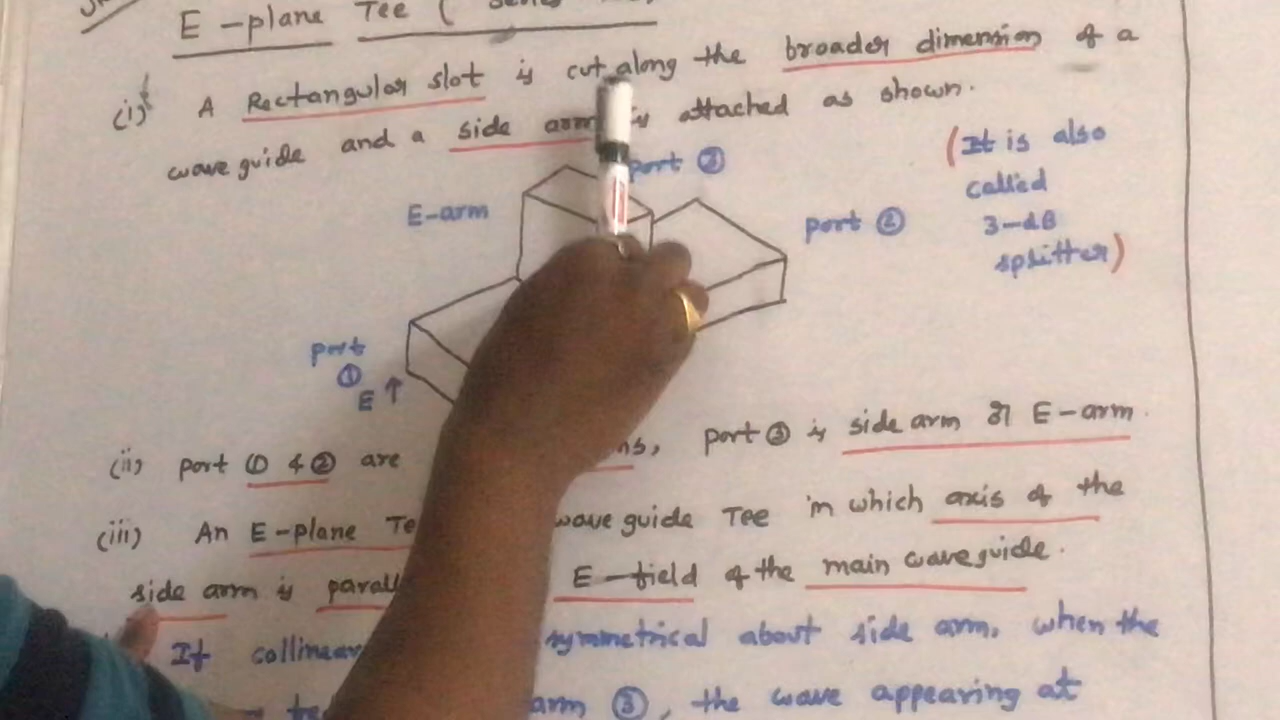 E - plane Tee (
(i) A Rectangular slot is cut along the broader dimension of a
wave guide and a side arm is attached as shown.
(It is also
called
3-dB
splitter)
port ③
E-arm
port ②
port
①
E ↑
(ii) port ① & ② are ns, port ③ is side arm or E-arm.
(iii) An E-plane Te wave guide Tee in which axis of the
side arm is paral E-field of the main wave guide.
If collinear symmetrical about side arm, when the
arm ③, the wave appearing at